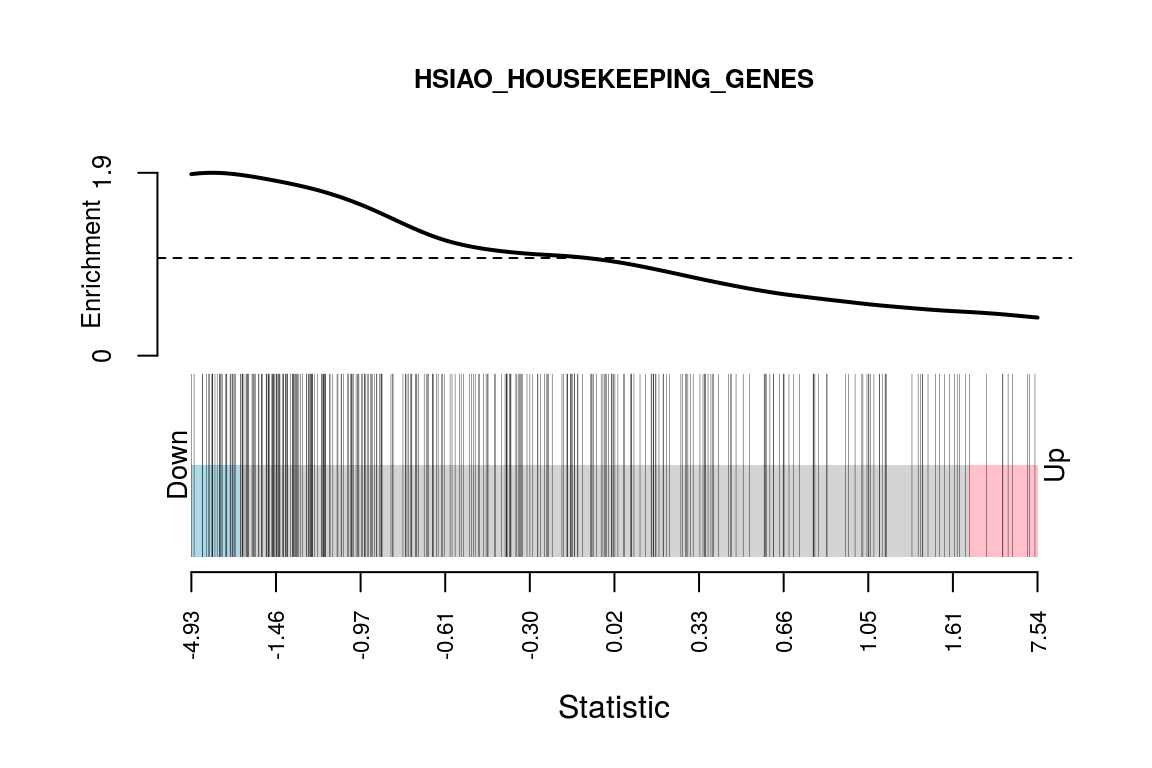 HSIAO_HOUSEKEEPING_GENES
Enrichment
1.9
0
Down
Up
-4.93
-1.46
-0.97
-0.61
-0.30
0.02
0.33
0.66
1.05
1.61
7.54
Statistic